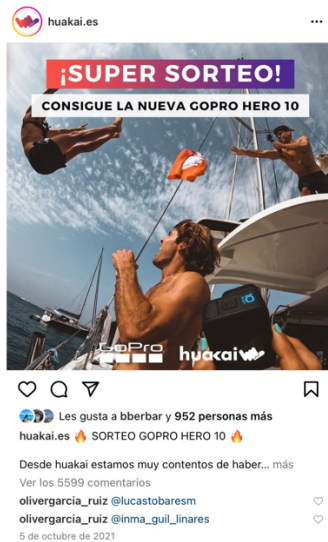 huakai.es
¡SUPER SORTEO!
CONSIGUE LA NUEVA GOPRO HERO 10
GoPro
huakai
Les gusta a bberbar y 952 personas más
huakai.es 🔥 SORTEO GOPRO HERO 10 🔥
Desde huakai estamos muy contentos de haber... más
Ver los 5599 comentarios
olivergarcia_ruiz @lucastobaresm
olivergarcia_ruiz @inma_guil_linares
5 de octubre de 2021